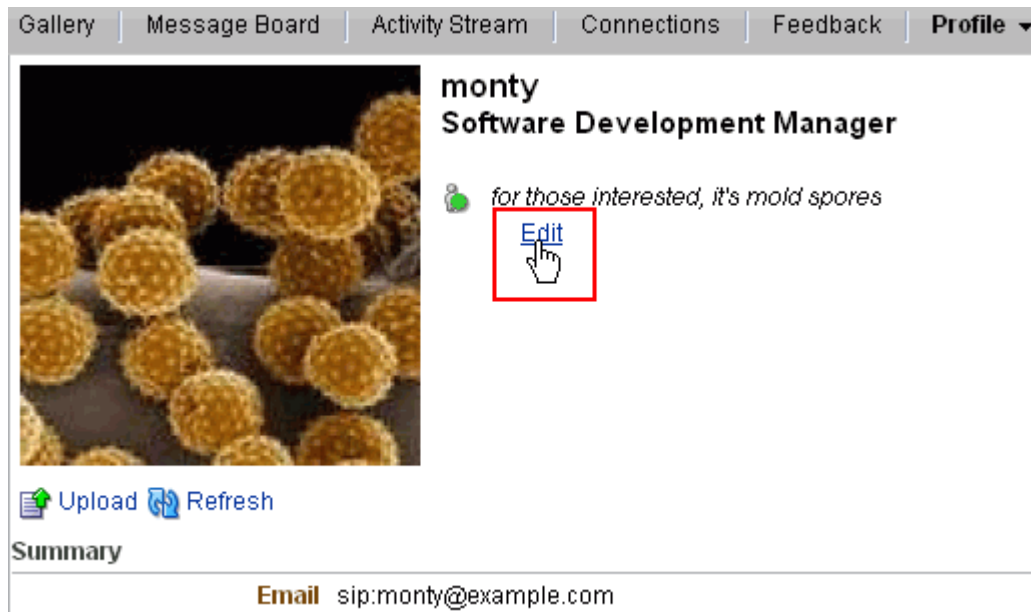 Gallery Message Board Activity Stream Connections Feedback Profile
monty
Software Development Manager
for those interested, it's mold spores
Edit
Upload Refresh
Summary
Email sip:monty@example.com